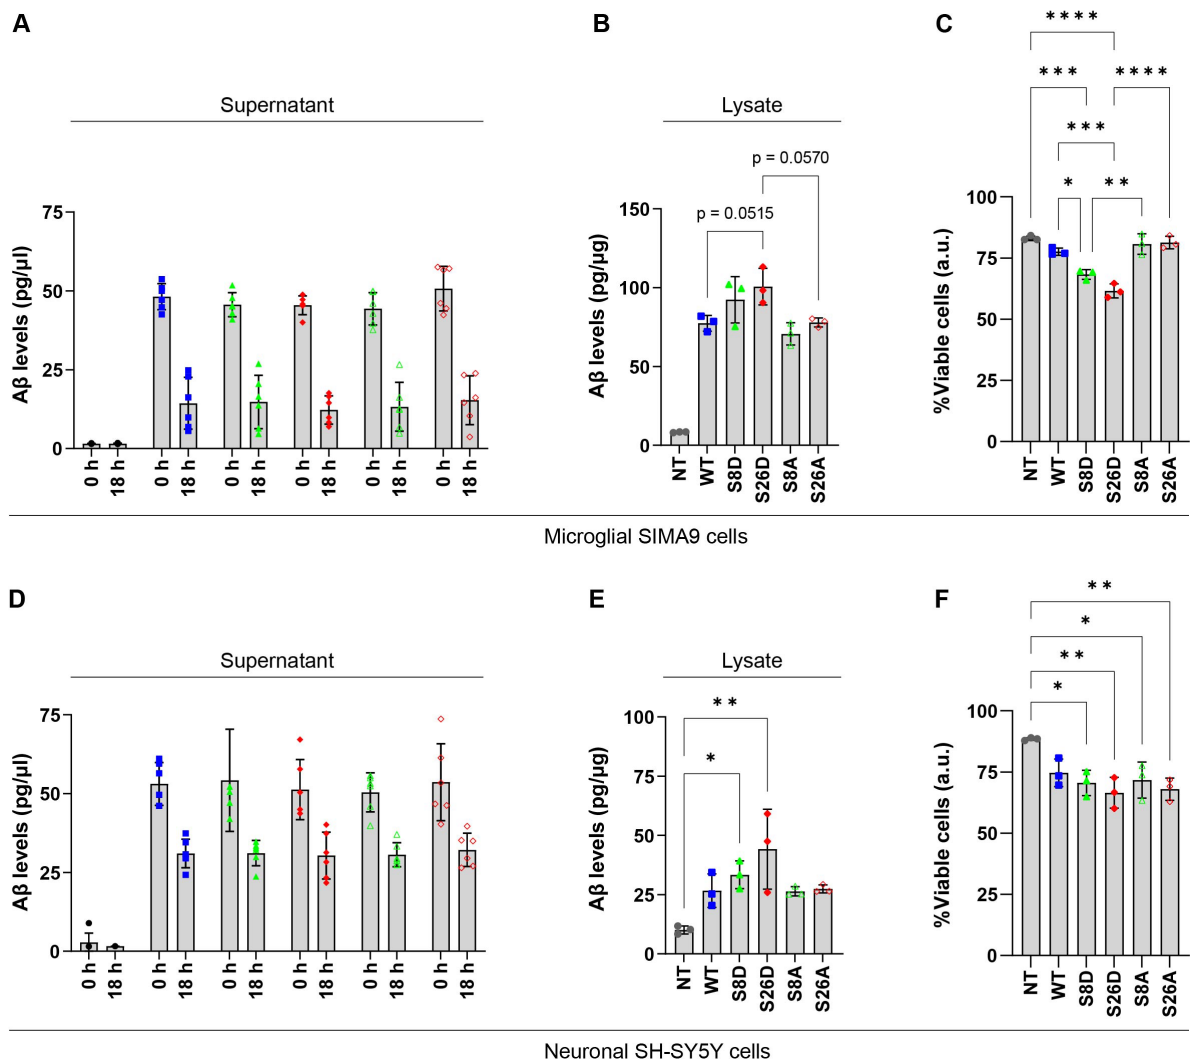 A
B
C
Supernatant
Lysate
Aβ levels (pg/µl)
75
50
25
0
0 h
18 h
0 h
18 h
0 h
18 h
0 h
18 h
0 h
18 h
0 h
18 h
Aβ levels (pg/µg)
150
100
50
0
p = 0.0515
p = 0.0570
NT
WT
S8D
S26D
S8A
S26A
%Viable cells (a.u.)
100
75
50
25
0
****
***
****
***
*
**
NT
WT
S8D
S26D
S8A
S26A
Microglial SIMA9 cells
D
E
F
Supernatant
Lysate
Aβ levels (pg/µl)
75
50
25
0
0 h
18 h
0 h
18 h
0 h
18 h
0 h
18 h
0 h
18 h
0 h
18 h
Aβ levels (pg/µg)
100
75
50
25
0
**
*
NT
WT
S8D
S26D
S8A
S26A
%Viable cells (a.u.)
100
75
50
25
0
**
*
**
*
NT
WT
S8D
S26D
S8A
S26A
Neuronal SH-SY5Y cells